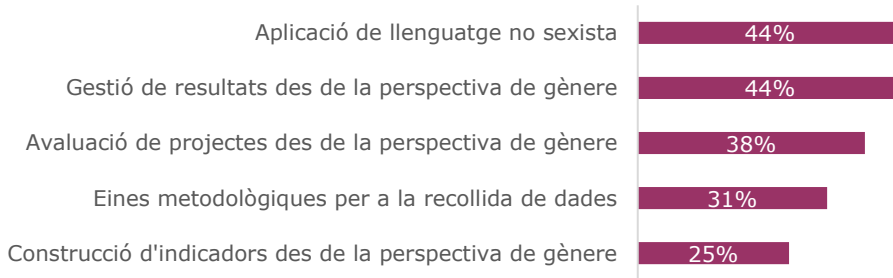 Aplicació de llenguatge no sexista 44%
Gestió de resultats des de la perspectiva de gènere 44%
Avaluació de projectes des de la perspectiva de gènere 38%
Eines metodològiques per a la recollida de dades 31%
Construcció d'indicadors des de la perspectiva de gènere 25%